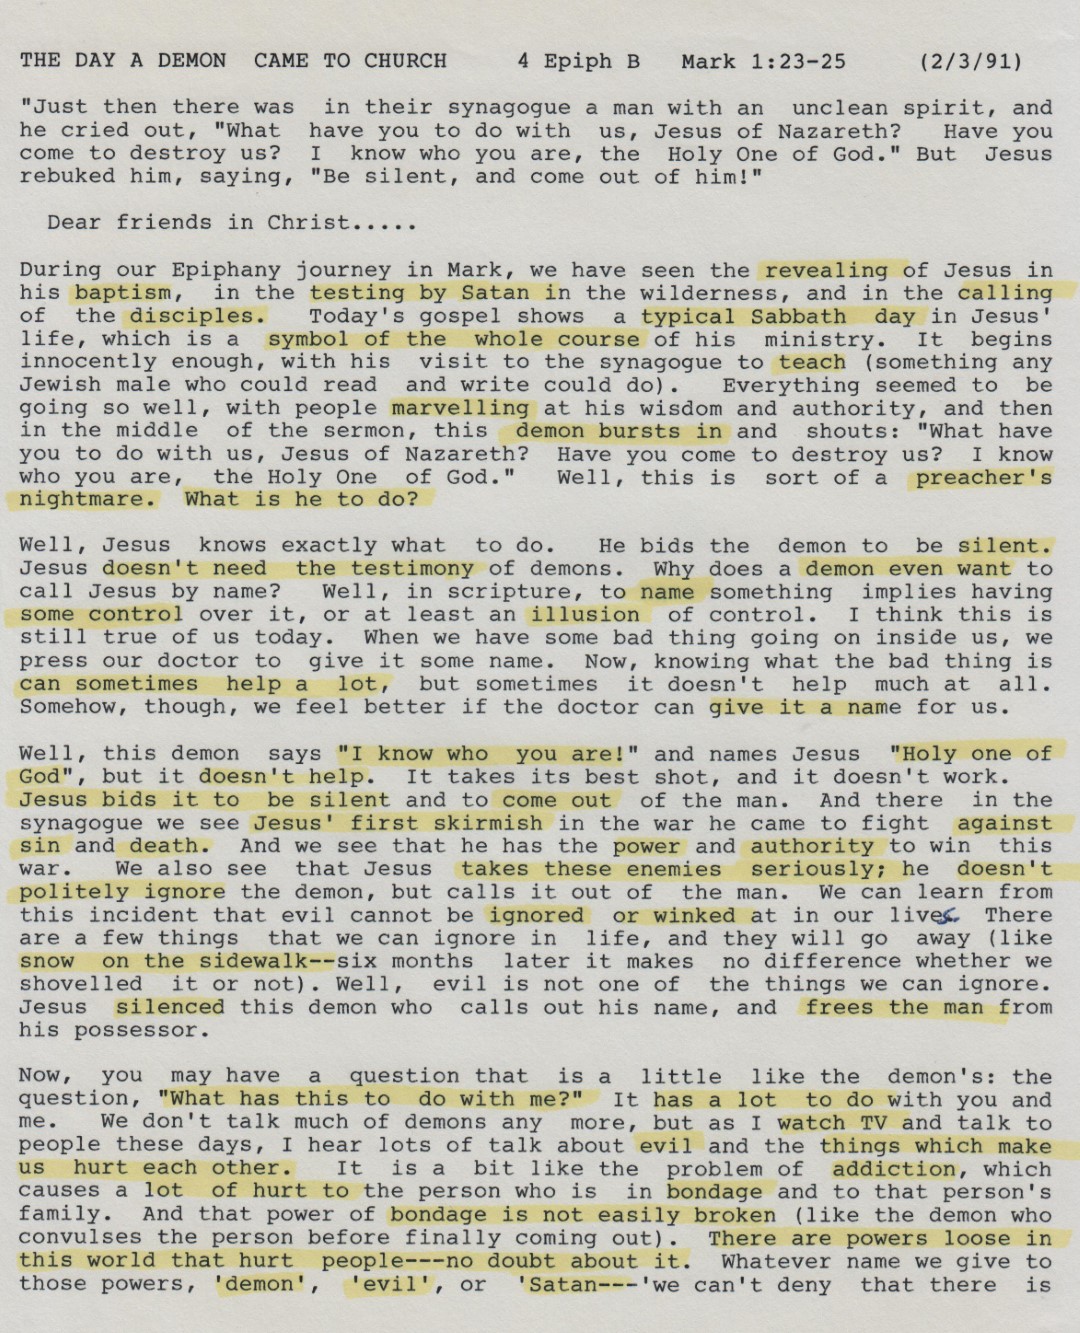 THE DAY A DEMON CAME TO CHURCH 4 Epiph B Mark 1:23-25 (2/3/91)
"Just then there was in their synagogue a man with an unclean spirit, and
he cried out, "What have you to do with us, Jesus of Nazareth? Have you
come to destroy us? I know who you are, the Holy One of God." But Jesus
rebuked him, saying, "Be silent, and come out of him!"
Dear friends in Christ.....
During our Epiphany journey in Mark, we have seen the revealing of Jesus in
his baptism, in the testing by Satan in the wilderness, and in the calling
of the disciples. Today's gospel shows a typical Sabbath day in Jesus'
life, which is a symbol of the whole course of his ministry. It begins
innocently enough, with his visit to the synagogue to teach (something any
Jewish male who could read and write could do). Everything seemed to be
going so well, with people marvelling at his wisdom and authority, and then
in the middle of the sermon, this demon bursts in and shouts: "What have
you to do with us, Jesus of Nazareth? Have you come to destroy us? I know
who you are, the Holy One of God." Well, this is sort of a preacher's
nightmare. What is he to do?
Well, Jesus knows exactly what to do. He bids the demon to be silent.
Jesus doesn't need the testimony of demons. Why does a demon even want to
call Jesus by name? Well, in scripture, to name something implies having
some control over it, or at least an illusion of control. I think this is
still true of us today. When we have some bad thing going on inside us, we
press our doctor to give it some name. Now, knowing what the bad thing is
can sometimes help a lot, but sometimes it doesn't help much at all.
Somehow, though, we feel better if the doctor can give it a name for us.
Well, this demon says "I know who you are!" and names Jesus "Holy one of
God", but it doesn't help. It takes its best shot, and it doesn't work.
Jesus bids it to be silent and to come out of the man. And there in the
synagogue we see Jesus' first skirmish in the war he came to fight against
sin and death. And we see that he has the power and authority to win this
war. We also see that Jesus takes these enemies seriously; he doesn't
politely ignore the demon, but calls it out of the man. We can learn from
this incident that evil cannot be ignored or winked at in our lives. There
are a few things that we can ignore in life, and they will go away (like
snow on the sidewalk--six months later it makes no difference whether we
shovelled it or not). Well, evil is not one of the things we can ignore.
Jesus silenced this demon who calls out his name, and frees the man from
his possessor.
Now, you may have a question that is a little like the demon's: the
question, "What has this to do with me?" It has a lot to do with you and
me. We don't talk much of demons any more, but as I watch TV and talk to
people these days, I hear lots of talk about evil and the things which make
us hurt each other. It is a bit like the problem of addiction, which
causes a lot of hurt to the person who is in bondage and to that person's
family. And that power of bondage is not easily broken (like the demon who
convulses the person before finally coming out). There are powers loose in
this world that hurt people---no doubt about it. Whatever name we give to
those powers, 'demon', 'evil', or 'Satan---'we can't deny that there is